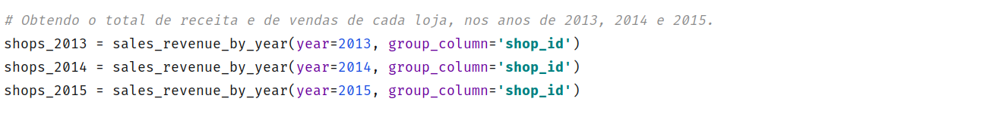 # Obtendo o total de receita e de vendas de cada loja, nos anos de 2013, 2014 e 2015.
shops_2013 = sales_revenue_by_year(year=2013, group_column='shop_id')
shops_2014 = sales_revenue_by_year(year=2014, group_column='shop_id')
shops_2015 = sales_revenue_by_year(year=2015, group_column='shop_id')